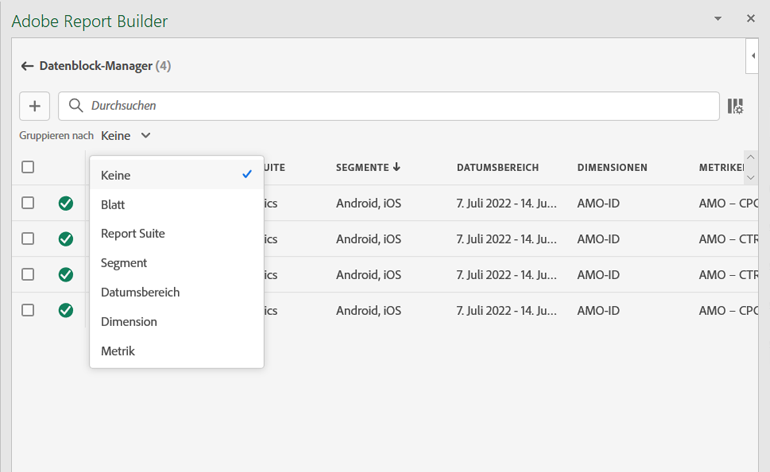 Adobe Report Builder
Datenblock-Manager (4)
Durchsuchen
Gruppieren nach Keine
UITE SEGMENTE DATUMSBEREICH DIMENSIONEN METRIKEI
Keine
Blatt
Report Suite
Segment
Datumsbereich
Dimension
Metrik
ics Android, iOS 7. Juli 2022 - 14. Ju... AMO-ID AMO – CPC
ics Android, iOS 7. Juli 2022 - 14. Ju... AMO-ID AMO – CTR
ics Android, iOS 7. Juli 2022 - 14. Ju... AMO-ID AMO – CTR
ics Android, iOS 7. Juli 2022 - 14. Ju... AMO-ID AMO – CPC